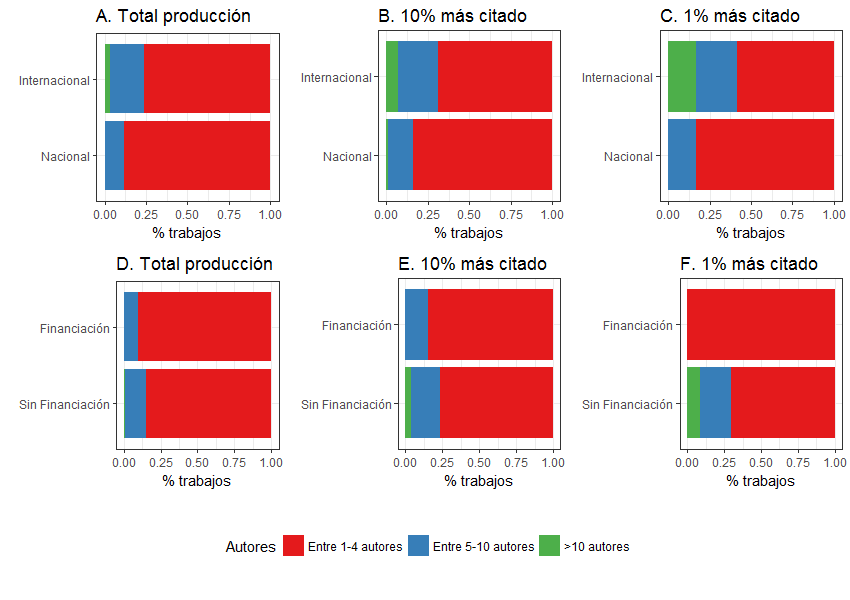 A. Total producción
B. 10% más citado
C. 1% más citado
Internacional
Nacional
0.00 0.25 0.50 0.75 1.00
% trabajos
Internacional
Nacional
0.00 0.25 0.50 0.75 1.00
% trabajos
Internacional
Nacional
0.00 0.25 0.50 0.75 1.00
% trabajos
D. Total producción
E. 10% más citado
F. 1% más citado
Financiación
Sin Financiación
0.00 0.25 0.50 0.75 1.00
% trabajos
Financiación
Sin Financiación
0.00 0.25 0.50 0.75 1.00
% trabajos
Financiación
Sin Financiación
0.00 0.25 0.50 0.75 1.00
% trabajos
Autores Entre 1-4 autores Entre 5-10 autores >10 autores